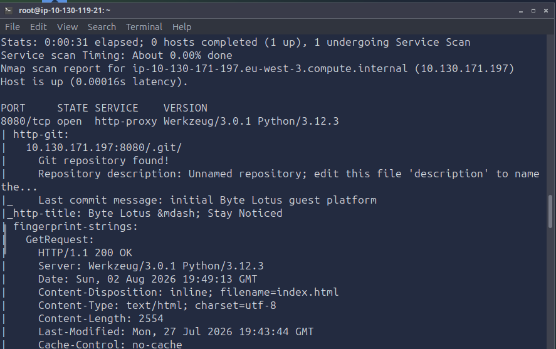 root@ip-10-130-119-21: ~
File Edit View Search Terminal Help
Stats: 0:00:31 elapsed; 0 hosts completed (1 up), 1 undergoing Service Scan
Service scan Timing: About 0.00% done
Nmap scan report for ip-10-130-171-197.eu-west-3.compute.internal (10.130.171.197)
Host is up (0.00016s latency).

PORT     STATE SERVICE    VERSION
8080/tcp open  http-proxy Werkzeug/3.0.1 Python/3.12.3
| http-git:
|   10.130.171.197:8080/.git/
|     Git repository found!
|     Repository description: Unnamed repository; edit this file 'description' to name
the...
|_    Last commit message: initial Byte Lotus guest platform
|_http-title: Byte Lotus &mdash; Stay Noticed
| fingerprint-strings:
|   GetRequest:
|     HTTP/1.1 200 OK
|     Server: Werkzeug/3.0.1 Python/3.12.3
|     Date: Sun, 02 Aug 2026 19:49:13 GMT
|     Content-Disposition: inline; filename=index.html
|     Content-Type: text/html; charset=utf-8
|     Content-Length: 2554
|     Last-Modified: Mon, 27 Jul 2026 19:43:44 GMT
|     Cache-Control: no-cache